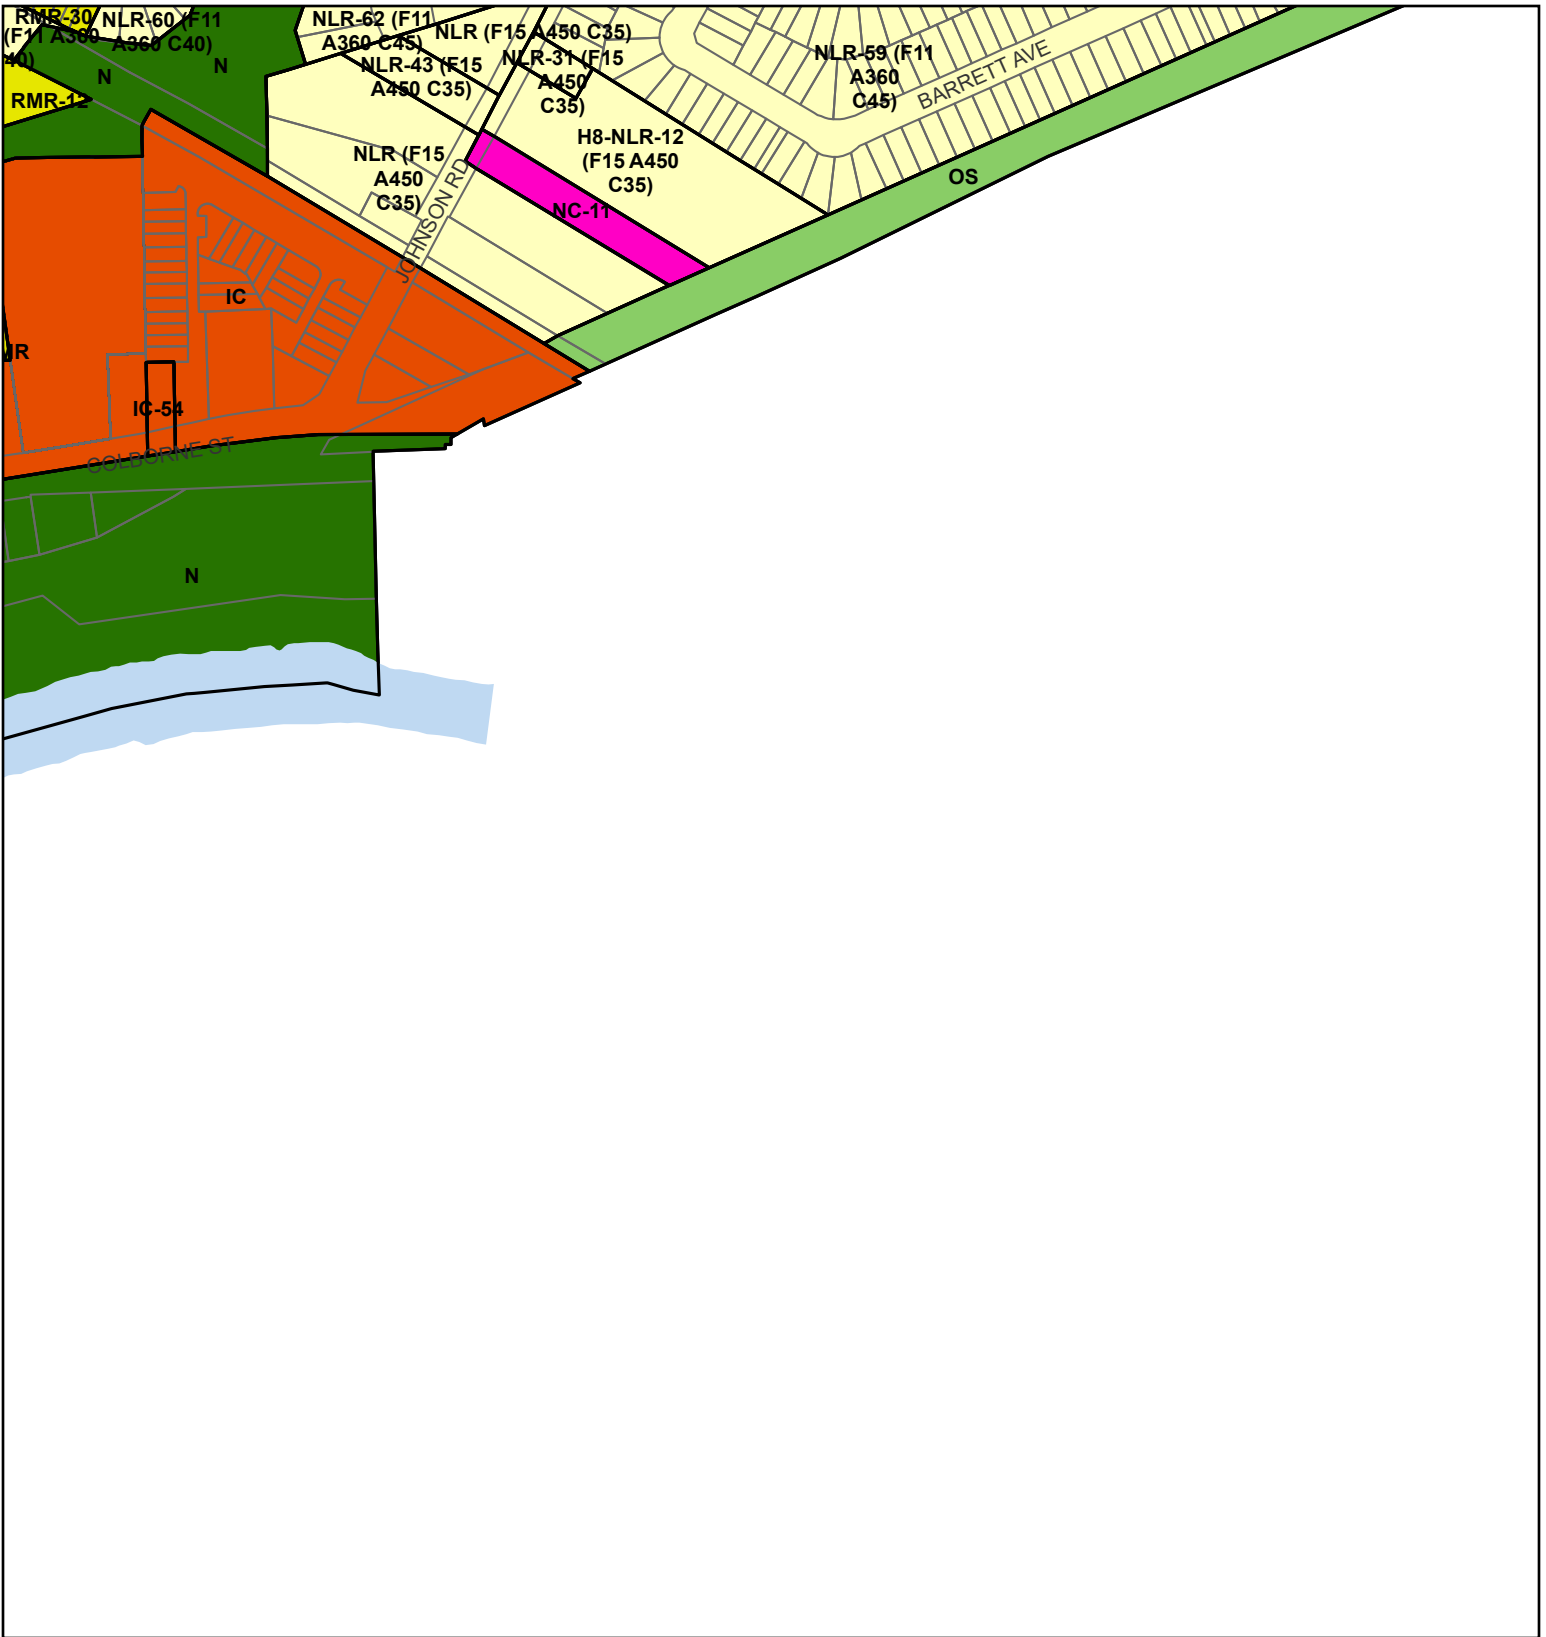 RMR-30
(F11 A360
40)
NLR-60 (F11
A360 C40)
N
N
RMR-12
NLR-62 (F11
A360 C45)
NLR (F15 A450 C35)
NLR-43 (F15
A450 C35)
NLR-31 (F15
A450
C35)
NLR-59 (F11
A360
C45)
BARRETT AVE
H8-NLR-12
(F15 A450
C35)
NLR (F15
A450
C35)
JOHNSON RD
NC-11
OS
IC
IC-54
COLBORNE ST
N